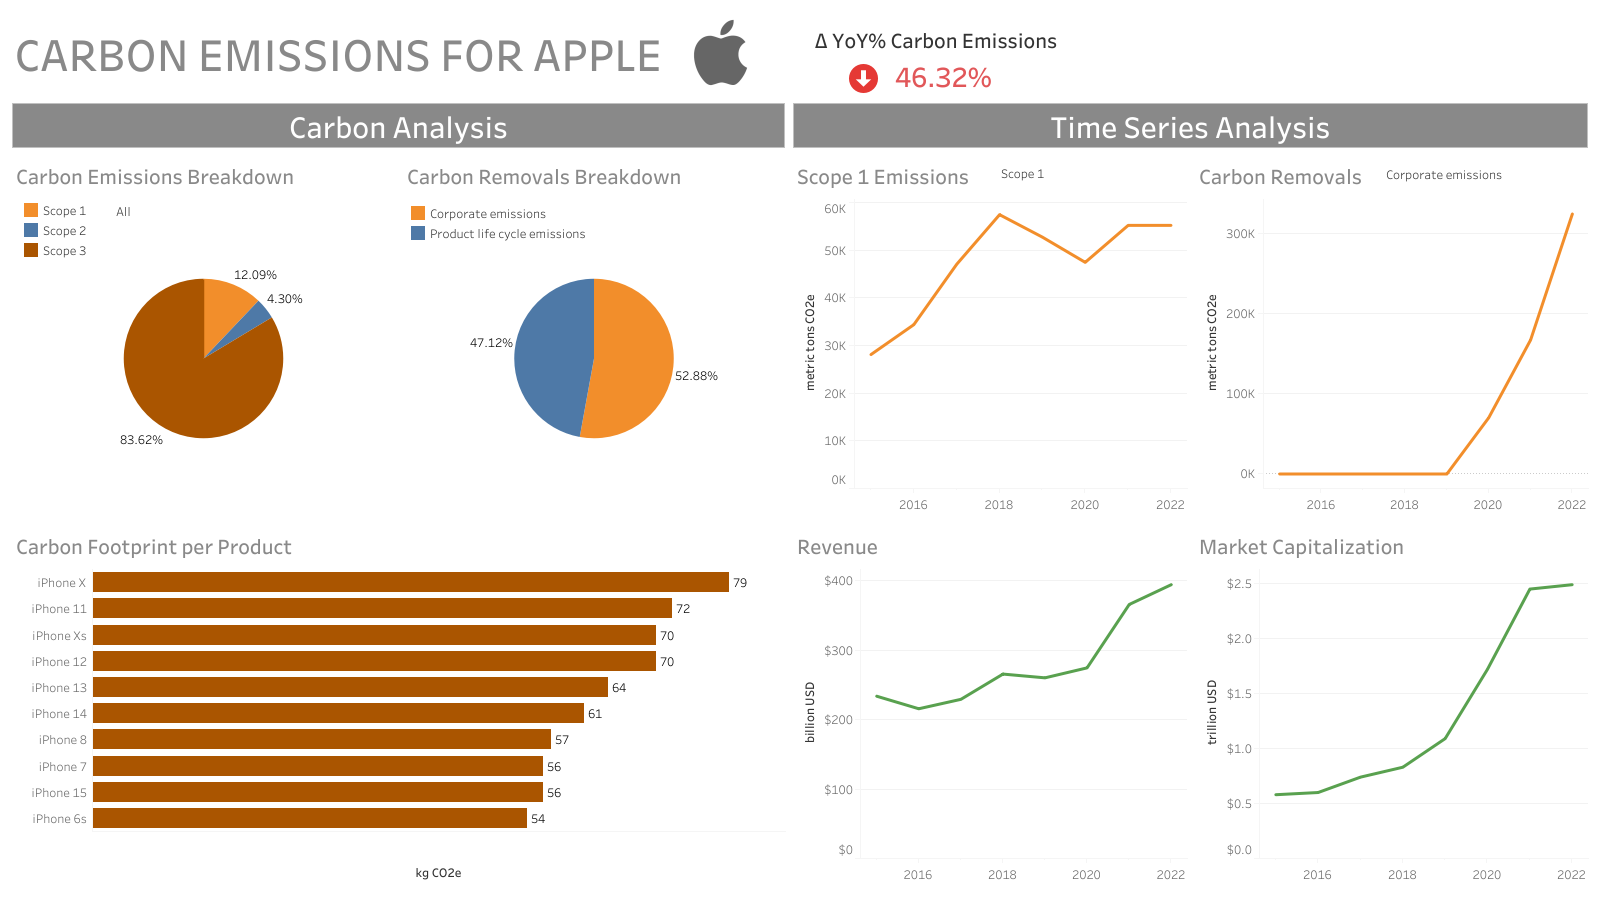 CARBON EMISSIONS FOR APPLE
Δ YoY% Carbon Emissions
46.32%
Carbon Analysis
Time Series Analysis
Carbon Emissions Breakdown
Scope 1
All
Scope 2
Scope 3
12.09%
4.30%
83.62%
Carbon Removals Breakdown
Corporate emissions
Product life cycle emissions
47.12%
52.88%
Scope 1 Emissions
Scope 1
60K
50K
40K
30K
20K
10K
0K
metric tons CO2e
2016
2018
2020
2022
Carbon Removals
Corporate emissions
300K
200K
100K
0K
metric tons CO2e
2016
2018
2020
2022
Carbon Footprint per Product
iPhone X 79
iPhone 11 72
iPhone Xs 70
iPhone 12 70
iPhone 13 64
iPhone 14 61
iPhone 8 57
iPhone 7 56
iPhone 15 56
iPhone 6s 54
kg CO2e
Revenue
$400
$300
$200
$100
$0
billion USD
2016
2018
2020
2022
Market Capitalization
$2.5
$2.0
$1.5
$1.0
$0.5
$0.0
trillion USD
2016
2018
2020
2022